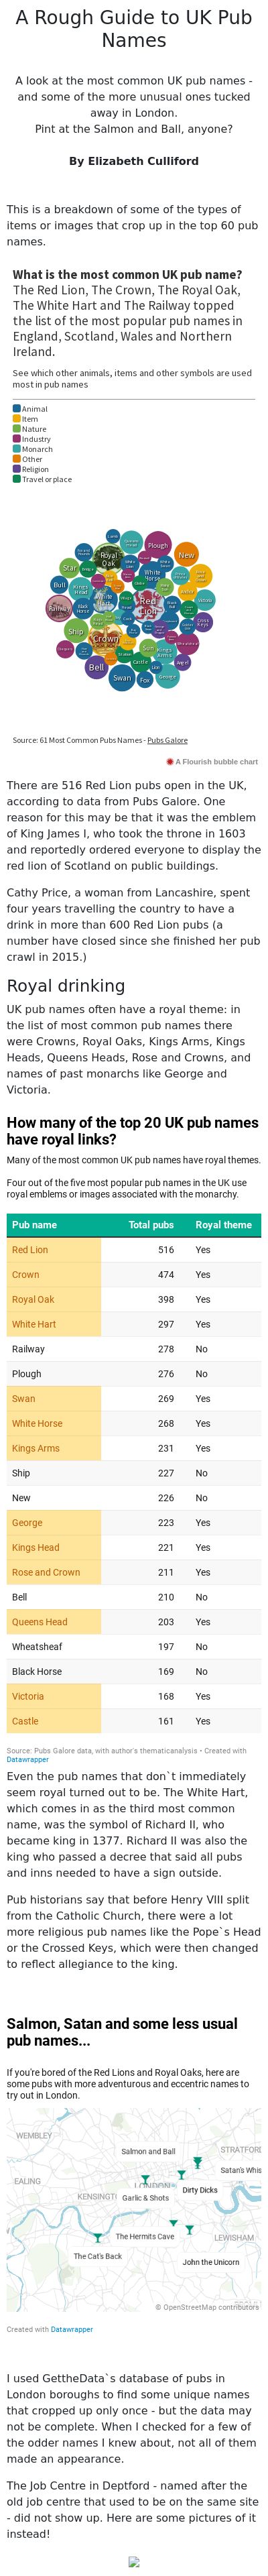 A Rough Guide to UK Pub
Names
A look at the most common UK pub names -
and some of the more unusual ones tucked
away in London.
Pint at the Salmon and Ball, anyone?
By Elizabeth Culliford
This is a breakdown of some of the types of
items or images that crop up in the top 60 pub
names.
What is the most common UK pub name?
The Red Lion, The Crown, The Royal Oak,
The White Hart and The Railway topped
the list of the most popular pub names in
England, Scotland, Wales and Northern
Ireland.
See which other animals, items and other symbols are used
most in pub names
Animal
Item
Nature
Industry
Monarch
Other
Religion
Travel or place
Royal
Oak
Plough
New
Star
White
Horse
Bull
Kings
Head
White
Hart
Red
Lion
Victoria
Railway
Black
Horse
Cross
Keys
Ship
Crown
Sun
Kings
Arms
Castle
Angel
Bell
Lion
Swan
Fox
George
Source: 61 Most Common Pubs Names - Pubs Galore
A Flourish bubble chart
There are 516 Red Lion pubs open in the UK,
according to data from Pubs Galore. One
reason for this may be that it was the emblem
of King James I, who took the throne in 1603
and reportedly ordered everyone to display the
red lion of Scotland on public buildings.
Cathy Price, a woman from Lancashire, spent
four years travelling the country to have a
drink in more than 600 Red Lion pubs (a
number have closed since she finished her pub
crawl in 2015.)
Royal drinking
UK pub names often have a royal theme: in
the list of most common pub names there
were Crowns, Royal Oaks, Kings Arms, Kings
Heads, Queens Heads, Rose and Crowns, and
names of past monarchs like George and
Victoria.
How many of the top 20 UK pub names
have royal links?
Many of the most common UK pub names have royal themes.
Four out of the five most popular pub names in the UK use
royal emblems or images associated with the monarchy.
Pub name Total pubs Royal theme
Red Lion 516 Yes
Crown 474 Yes
Royal Oak 398 Yes
White Hart 297 Yes
Railway 278 No
Plough 276 No
Swan 269 Yes
White Horse 268 Yes
Kings Arms 231 Yes
Ship 227 No
New 226 No
George 223 Yes
Kings Head 221 Yes
Rose and Crown 211 Yes
Bell 210 No
Queens Head 203 Yes
Wheatsheaf 197 No
Black Horse 169 No
Victoria 168 Yes
Castle 161 Yes
Source: Pubs Galore data, with author's thematicanalysis • Created with
Datawrapper
Even the pub names that don`t immediately
seem royal turned out to be. The White Hart,
which comes in as the third most common
name, was the symbol of Richard II, who
became king in 1377. Richard II was also the
king who passed a decree that said all pubs
and inns needed to have a sign outside.
Pub historians say that before Henry VIII split
from the Catholic Church, there were a lot
more religious pub names like the Pope`s Head
or the Crossed Keys, which were then changed
to reflect allegiance to the king.
Salmon, Satan and some less usual
pub names...
If you're bored of the Red Lions and Royal Oaks, here are
some pubs with more adventurous and eccentric names to
try out in London.
WEMBLEY
Salmon and Ball
STRATFORD
EALING
Satan's Whis
LONDON
Dirty Dicks
KENSINGTO
Garlic & Shots
The Hermits Cave
LEWISHAM
The Cat's Back
John the Unicorn
© OpenStreetMap contributors
Created with Datawrapper
I used GettheData`s database of pubs in
London boroughs to find some unique names
that cropped up only once - but the data may
not be complete. When I checked for a few of
the odder names I knew about, not all of them
made an appearance.
The Job Centre in Deptford - named after the
old job centre that used to be on the same site
- did not show up. Here are some pictures of it
instead!